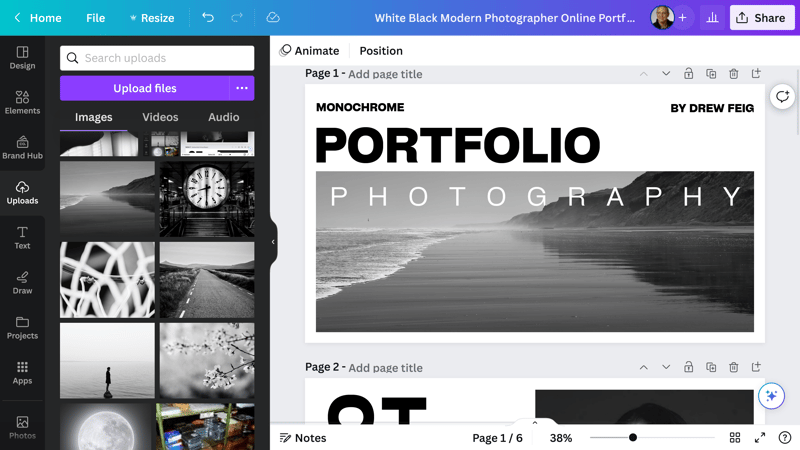 Home
File
Resize
White Black Modern Photographer Online Portf...
Share
Design
Elements
Brand Hub
Uploads
Text
Draw
Projects
Apps
Photos
Search uploads
Upload files
Images
Videos
Audio
Animate
Position
Page 1 - Add page title
MONOCHROME
BY DREW FEIG
PORTFOLIO
PHOTOGRAPHY
Page 2 - Add page title
Notes
Page 1 / 6
38%